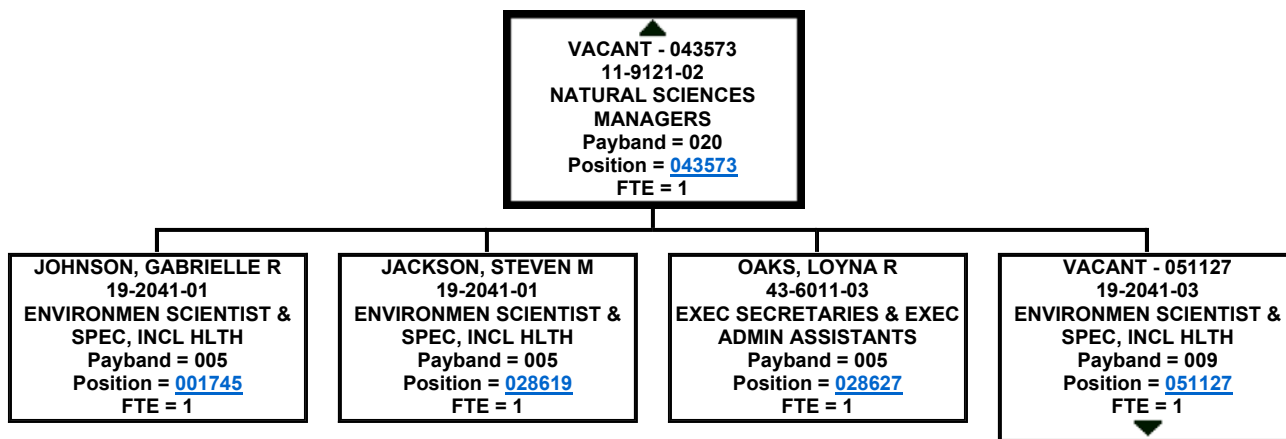 VACANT - 043573
11-9121-02
NATURAL SCIENCES
MANAGERS
Payband = 020
Position = 043573
FTE = 1
JOHNSON, GABRIELLE R
19-2041-01
ENVIRONMEN SCIENTIST &
SPEC, INCL HLTH
Payband = 005
Position = 001745
FTE = 1
JACKSON, STEVEN M
19-2041-01
ENVIRONMEN SCIENTIST &
SPEC, INCL HLTH
Payband = 005
Position = 028619
FTE = 1
OAKS, LOYNA R
43-6011-03
EXEC SECRETARIES & EXEC
ADMIN ASSISTANTS
Payband = 005
Position = 028627
FTE = 1
VACANT - 051127
19-2041-03
ENVIRONMEN SCIENTIST &
SPEC, INCL HLTH
Payband = 009
Position = 051127
FTE = 1